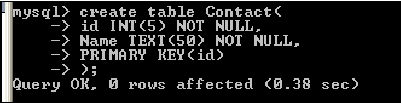 mysql> create table Contact(
    -> id INT(5) NOT NULL,
    -> Name TEXT(50) NOT NULL,
    -> PRIMARY KEY(id)
    -> );
Query OK, 0 rows affected (0.38 sec)